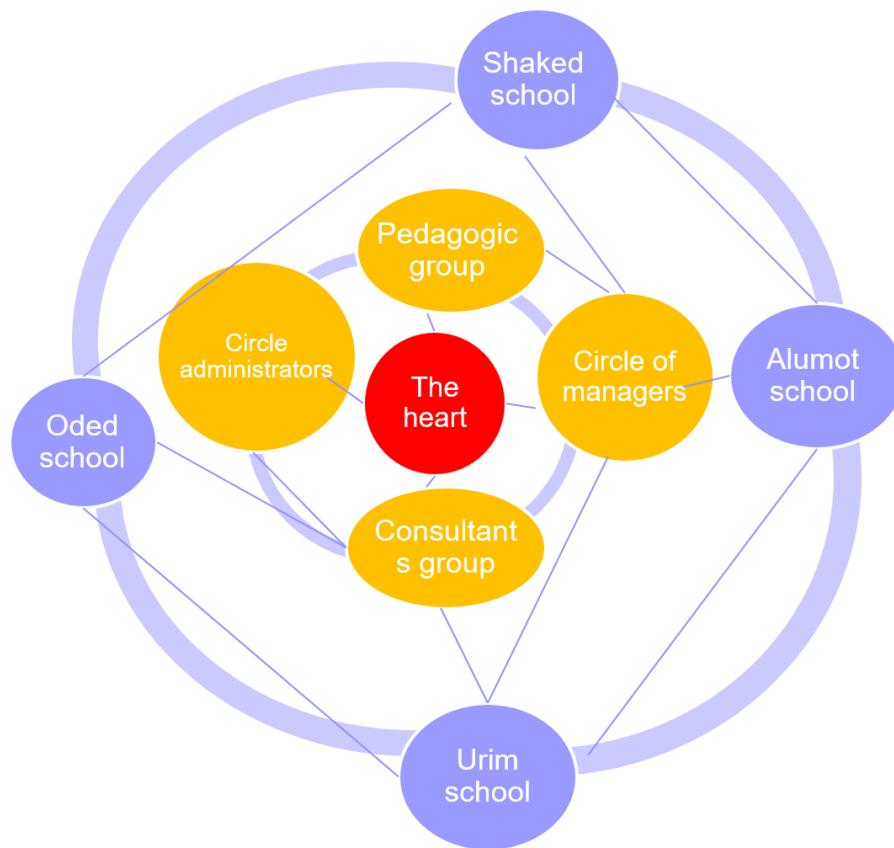 Shaked
school
Pedagogic
group
Circle
administrators
The
heart
Circle of
managers
Alumot
school
Oded
school
Consultant
s group
Urim
school